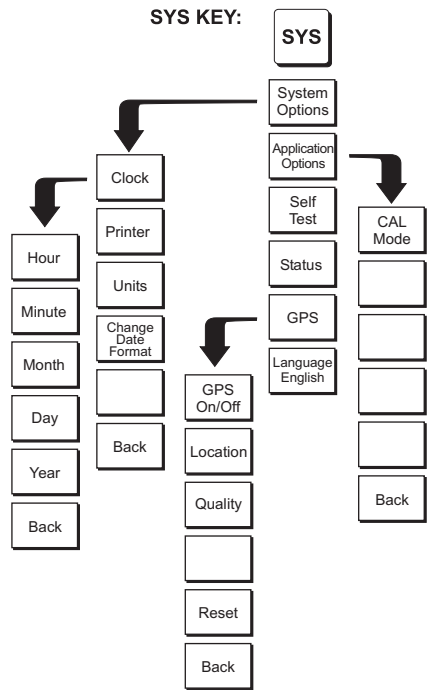 SYS KEY:
SYS
System
Options
Application
Options
Self
Test
Status
GPS
Language
English
Clock
Printer
Units
Change
Date
Format
Back
Hour
Minute
Month
Day
Year
Back
GPS
On/Off
Location
Quality
Reset
Back
CAL
Mode
Back